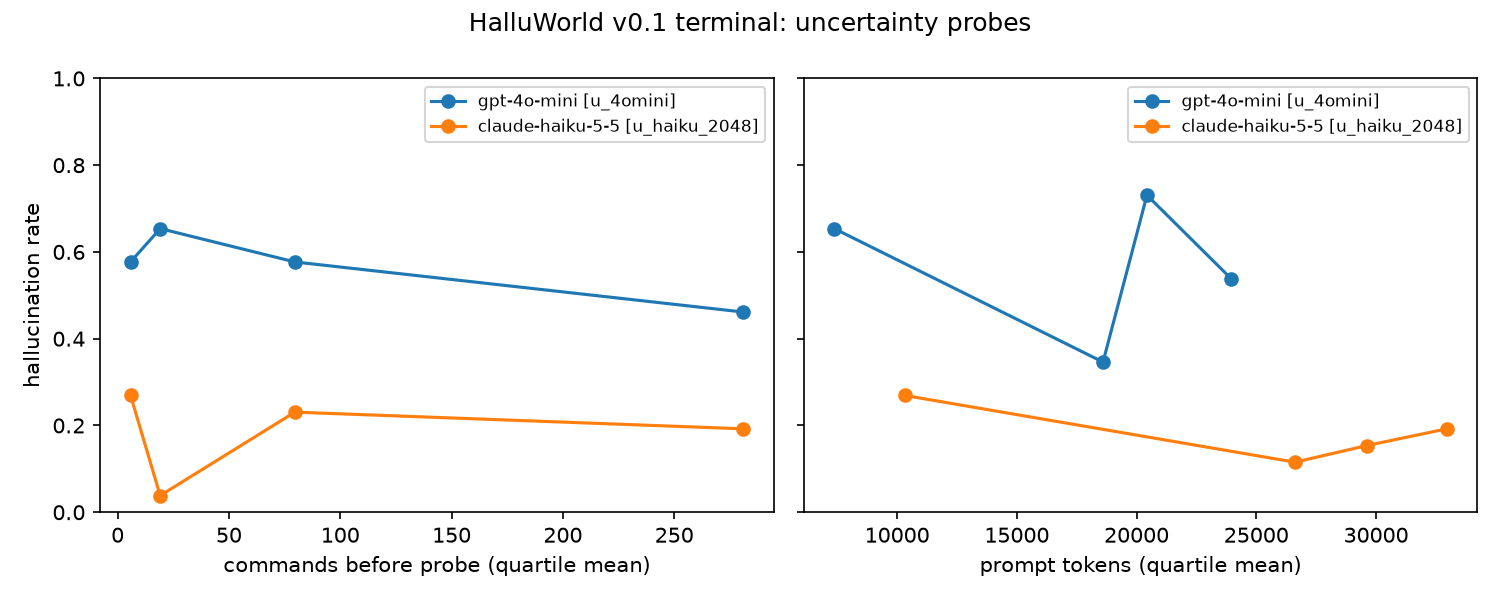 HalluWorld v0.1 terminal: uncertainty probes
gpt-4o-mini [u_4omini]
claude-haiku-5-5 [u_haiku_2048]
hallucination rate
1.0
0.8
0.6
0.4
0.2
0.0
0 50 100 150 200 250
commands before probe (quartile mean)
gpt-4o-mini [u_4omini]
claude-haiku-5-5 [u_haiku_2048]
10000 15000 20000 25000 30000
prompt tokens (quartile mean)